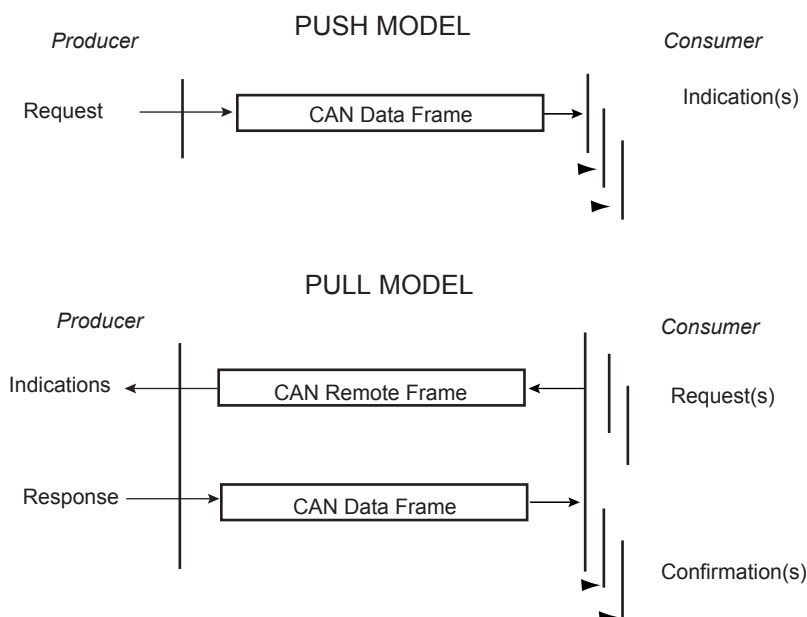 PUSH MODEL
Producer
Consumer
Request
CAN Data Frame
Indication(s)
PULL MODEL
Producer
Consumer
Indications
CAN Remote Frame
Request(s)
Response
CAN Data Frame
Confirmation(s)